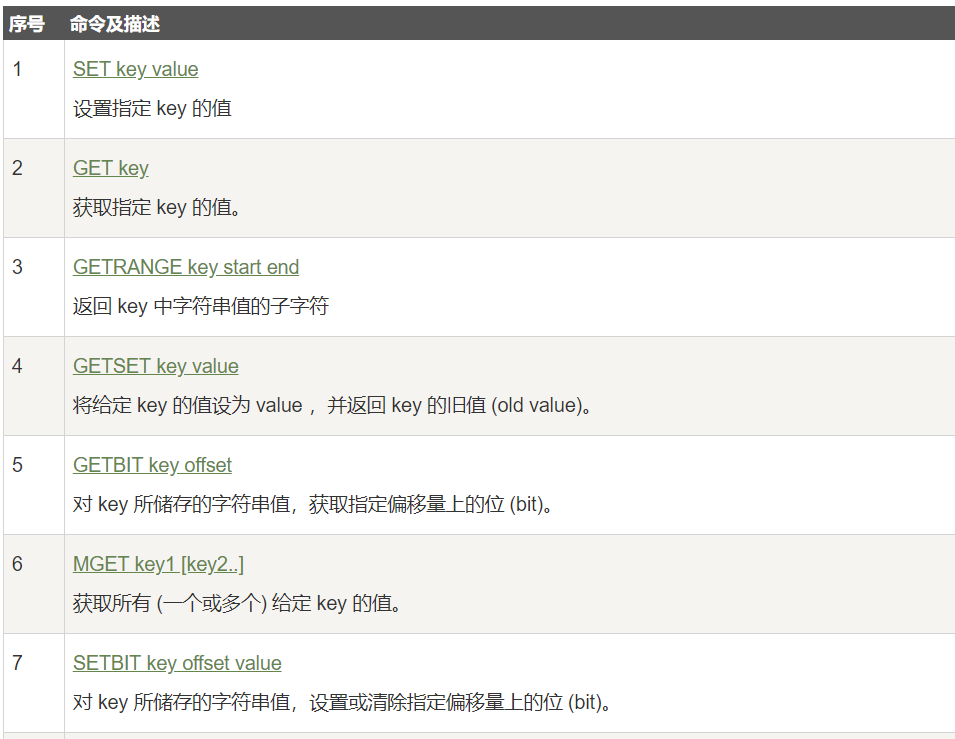 序号 命令及描述
1 SET key value
设置指定 key 的值
2 GET key
获取指定 key 的值。
3 GETRANGE key start end
返回 key 中字符串值的子字符
4 GETSET key value
将给定 key 的值设为 value ，并返回 key 的旧值 (old value)。
5 GETBIT key offset
对 key 所储存的字符串值，获取指定偏移量上的位 (bit)。
6 MGET key1 [key2..]
获取所有 (一个或多个) 给定 key 的值。
7 SETBIT key offset value
对 key 所储存的字符串值，设置或清除指定偏移量上的位 (bit)。